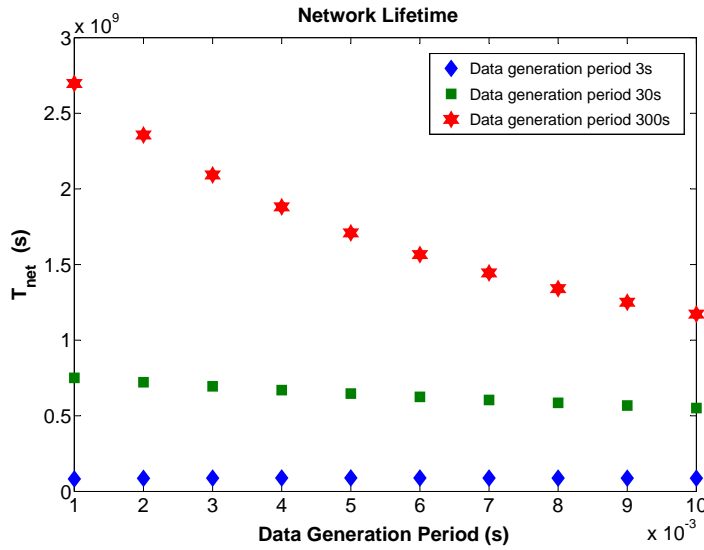 Network Lifetime
x 10^9
3
2.5
2
1.5
1
0.5
0
T_net (s)
Data generation period 3s
Data generation period 30s
Data generation period 300s
1 2 3 4 5 6 7 8 9 10
x 10^-3
Data Generation Period (s)